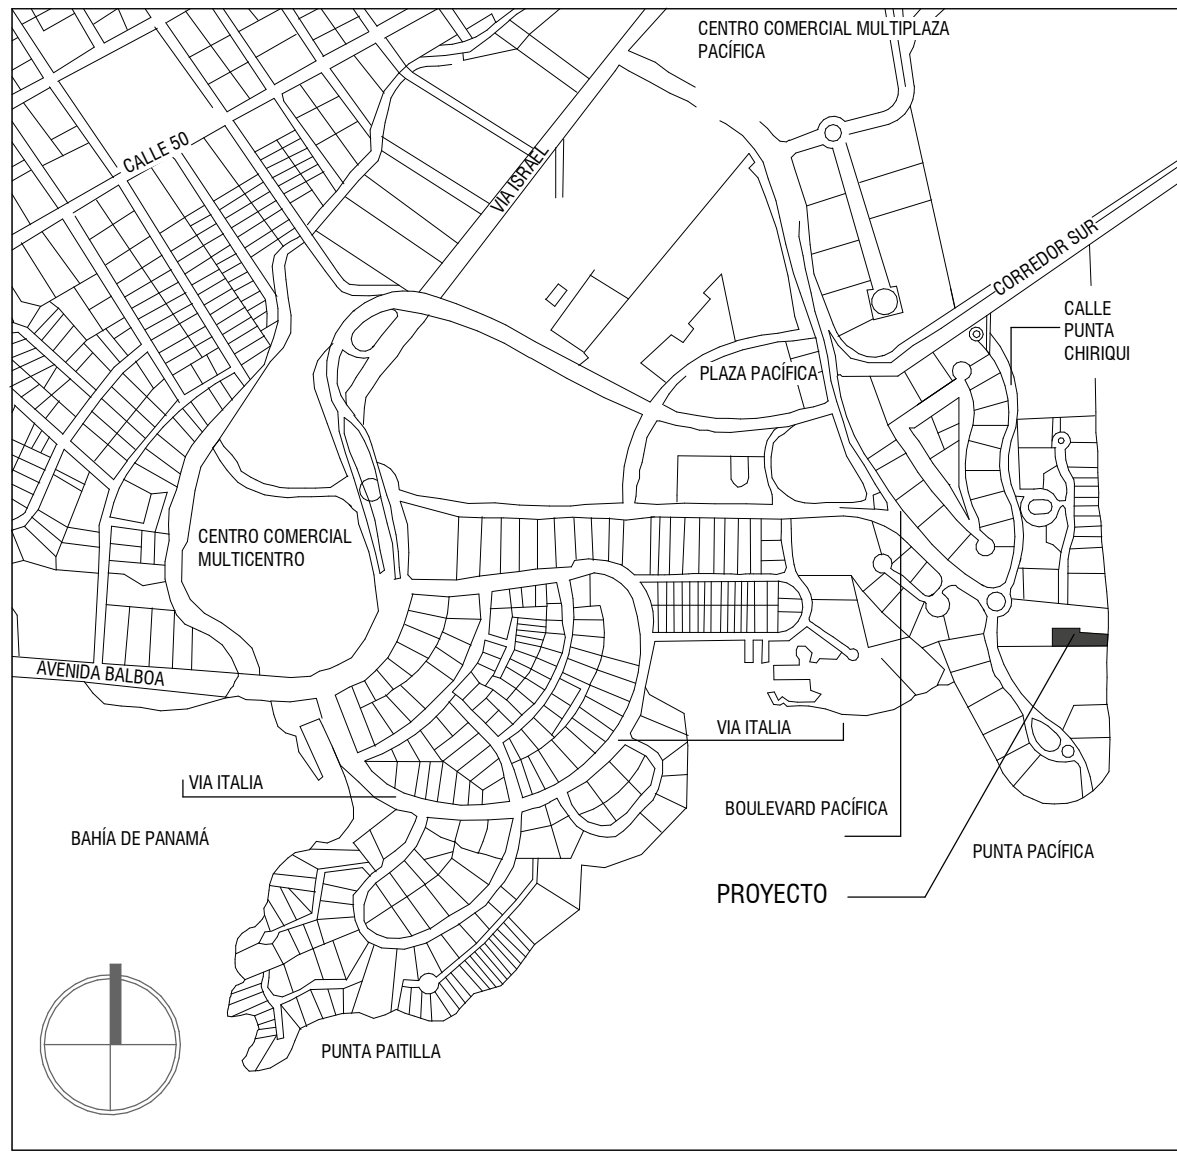 CENTRO COMERCIAL MULTIPLAZA
PACÍFICA
CALLE 50
VIA ISRAEL
CORREDOR SUR
CALLE
PUNTA
CHIRIQUI
PLAZA PACÍFICA
CENTRO COMERCIAL
MULTICENTRO
AVENIDA BALBOA
VIA ITALIA
VIA ITALIA
BOULEVARD PACÍFICA
BAHÍA DE PANAMÁ
PUNTA PACÍFICA
PROYECTO
PUNTA PAITILLA